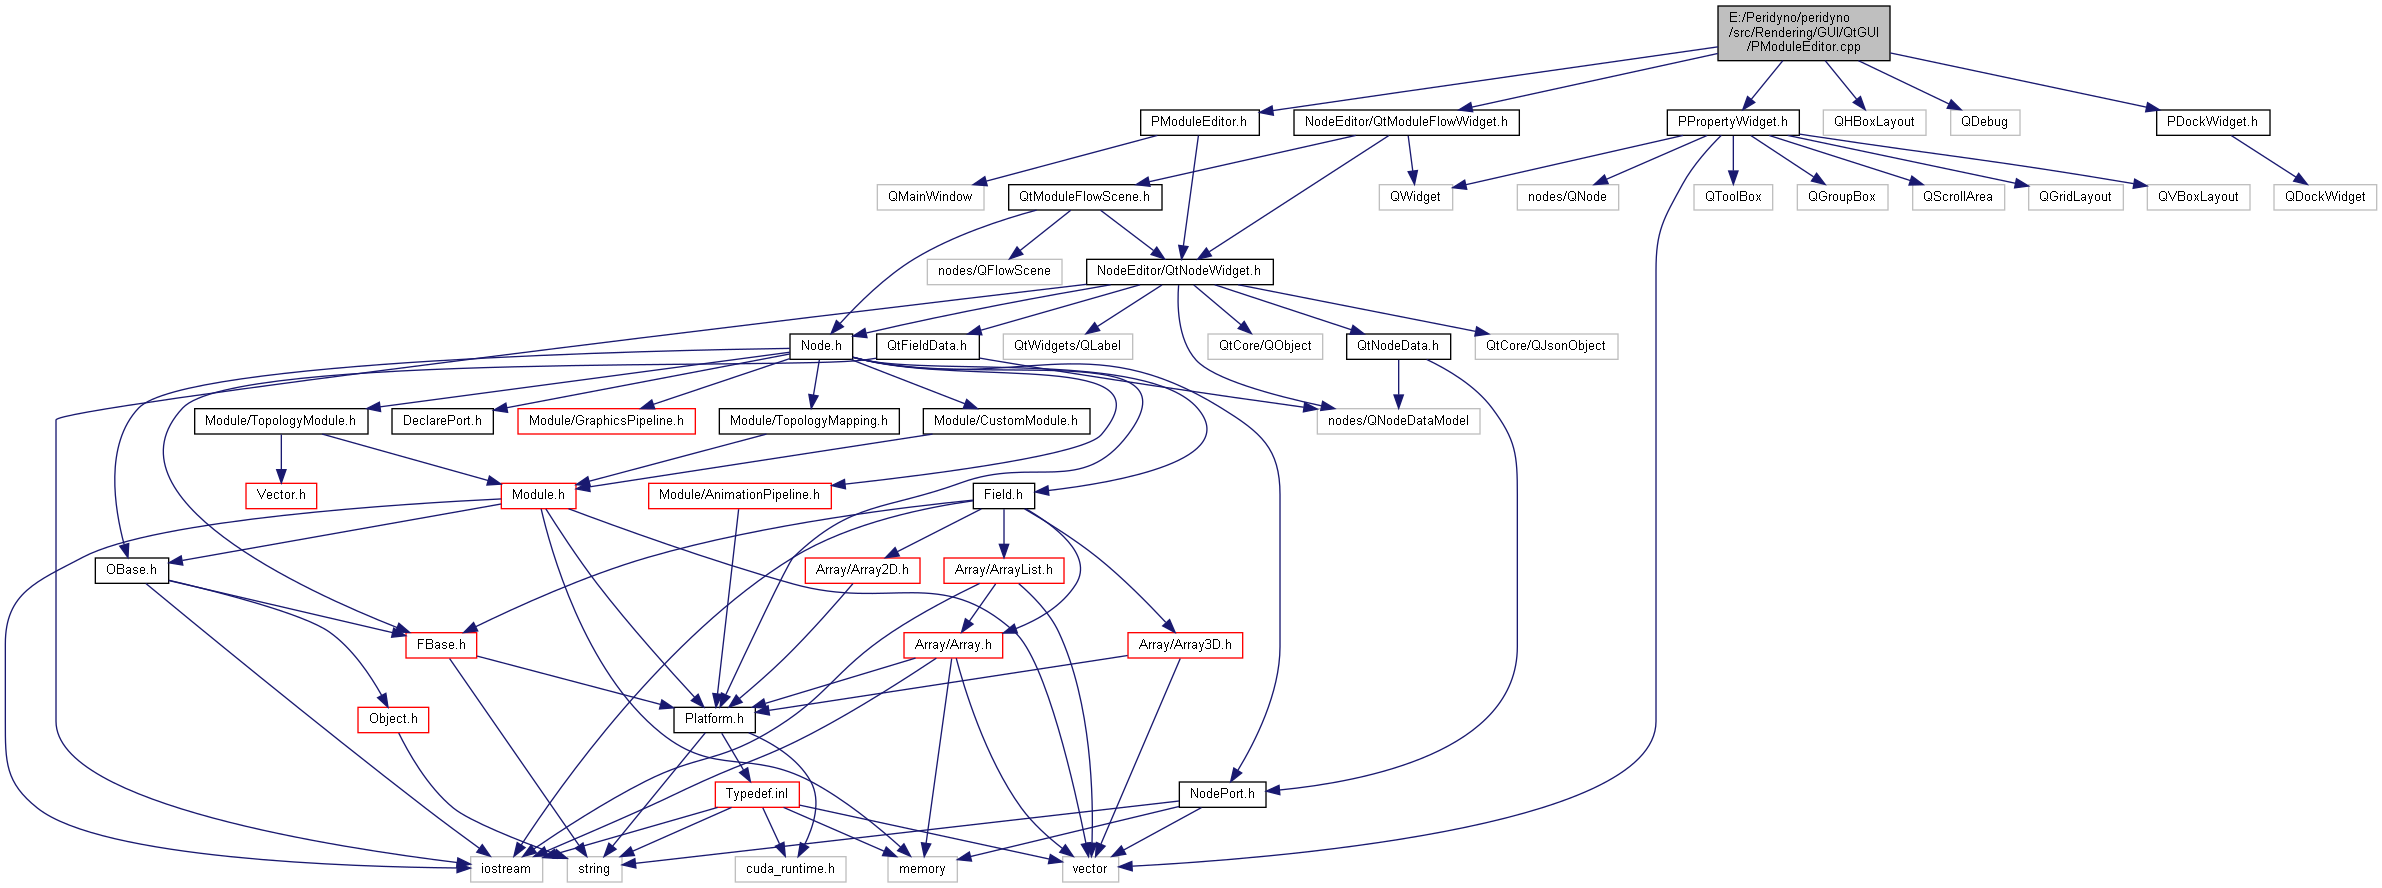 E:/Peridyno/peridyno
/src/Rendering/GUI/QtGUI
/PModuleEditor.cpp
PModuleEditor.h
NodeEditor/QtModuleFlowWidget.h
PPropertyWidget.h
QHBoxLayout
QDebug
PDockWidget.h
QMainWindow
QtModuleFlowScene.h
QWidget
nodes/QNode
QToolBox
QGroupBox
QScrollArea
QGridLayout
QVBoxLayout
QDockWidget
nodes/QFlowScene
NodeEditor/QtNodeWidget.h
Node.h
QtFieldData.h
QtWidgets/QLabel
QtCore/QObject
QtNodeData.h
QtCore/QJsonObject
Module/TopologyModule.h
DeclarePort.h
Module/GraphicsPipeline.h
Module/TopologyMapping.h
Module/CustomModule.h
nodes/QNodeDataModel
Vector.h
Module.h
Module/AnimationPipeline.h
Field.h
OBase.h
Array/Array2D.h
Array/ArrayList.h
FBase.h
Array/Array.h
Array/Array3D.h
Object.h
Platform.h
Typedef.inl
NodePort.h
iostream
string
cuda_runtime.h
memory
vector